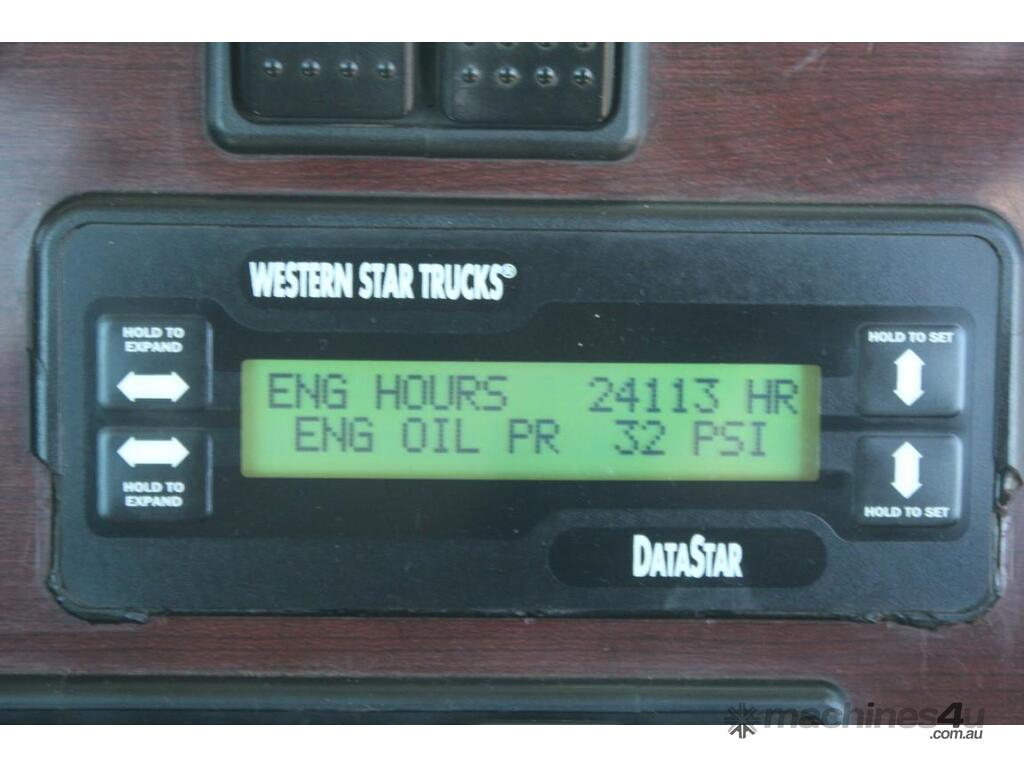 WESTERN STAR TRUCKS®
HOLD TO
EXPAND
HOLD TO SET
ENG HOURS 24113 HR
ENG OIL PR 32 PSI
HOLD TO
EXPAND
HOLD TO SET
DATASTAR
machines4u
.com.au